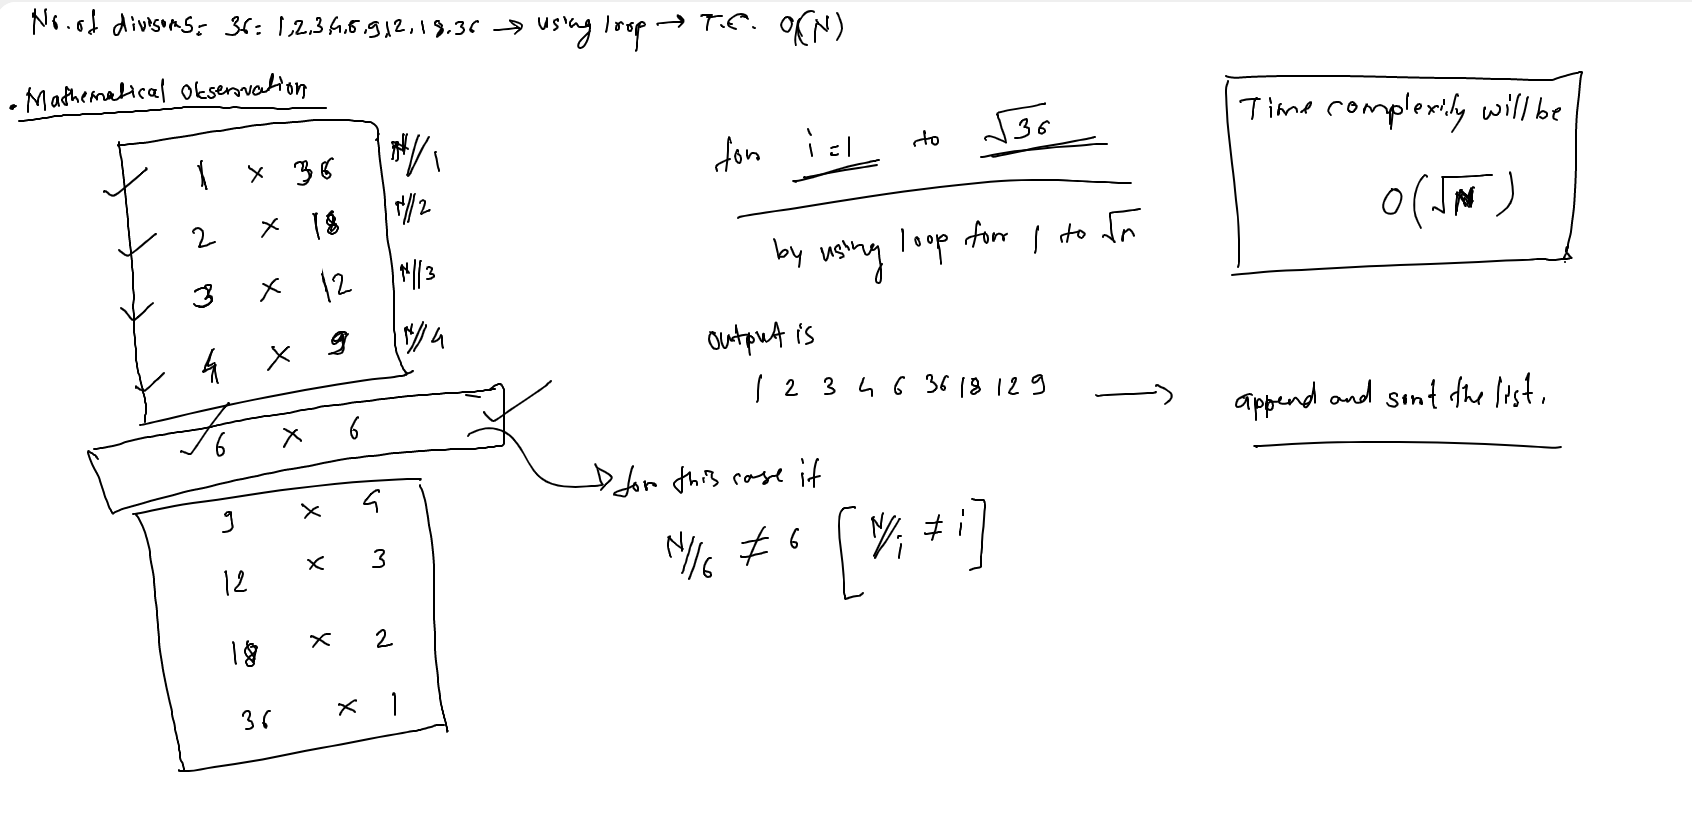 No. of divisors = 36 = 1,2,3,4,6,9,12,18,36 → using loop → T.C. O(N)
• Mathematical Observation
1 × 36 N//1
2 × 18 N//2
3 × 12 N//3
4 × 9 N//4
6 × 6
9 × 4
12 × 3
18 × 2
36 × 1
for i=1 to √36
by using loop for 1 to √n
Time complexity will be
O(√N)
output is
1 2 3 4 6 36 18 12 9 → append and sort the list.
for this case if
N//6 ≠ 6 [N//i ≠ i]